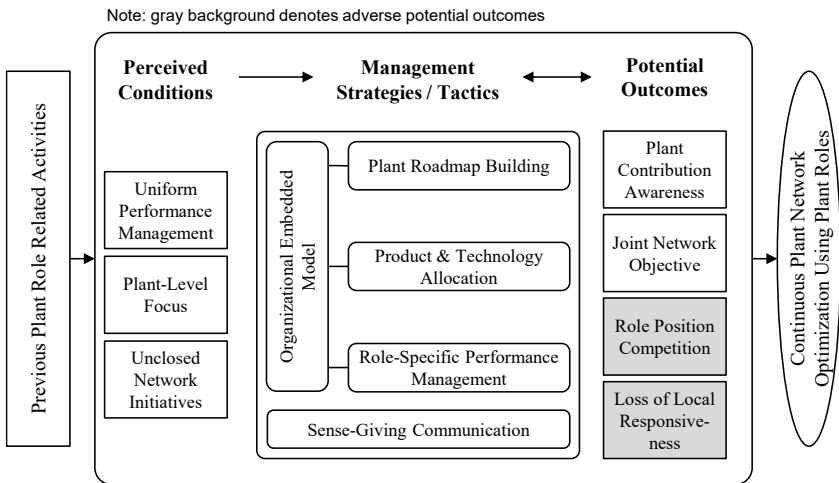 Note: gray background denotes adverse potential outcomes
Previous Plant Role Related Activities
Perceived
Conditions
Uniform
Performance
Management
Plant-Level
Focus
Unclosed
Network
Initiatives
Management
Strategies / Tactics
Organizational Embedded
Model
Plant Roadmap Building
Product & Technology
Allocation
Role-Specific Performance
Management
Sense-Giving Communication
Potential
Outcomes
Plant
Contribution
Awareness
Joint Network
Objective
Role Position
Competition
Loss of Local
Responsive-
ness
Continuous Plant Network
Optimization Using Plant Roles